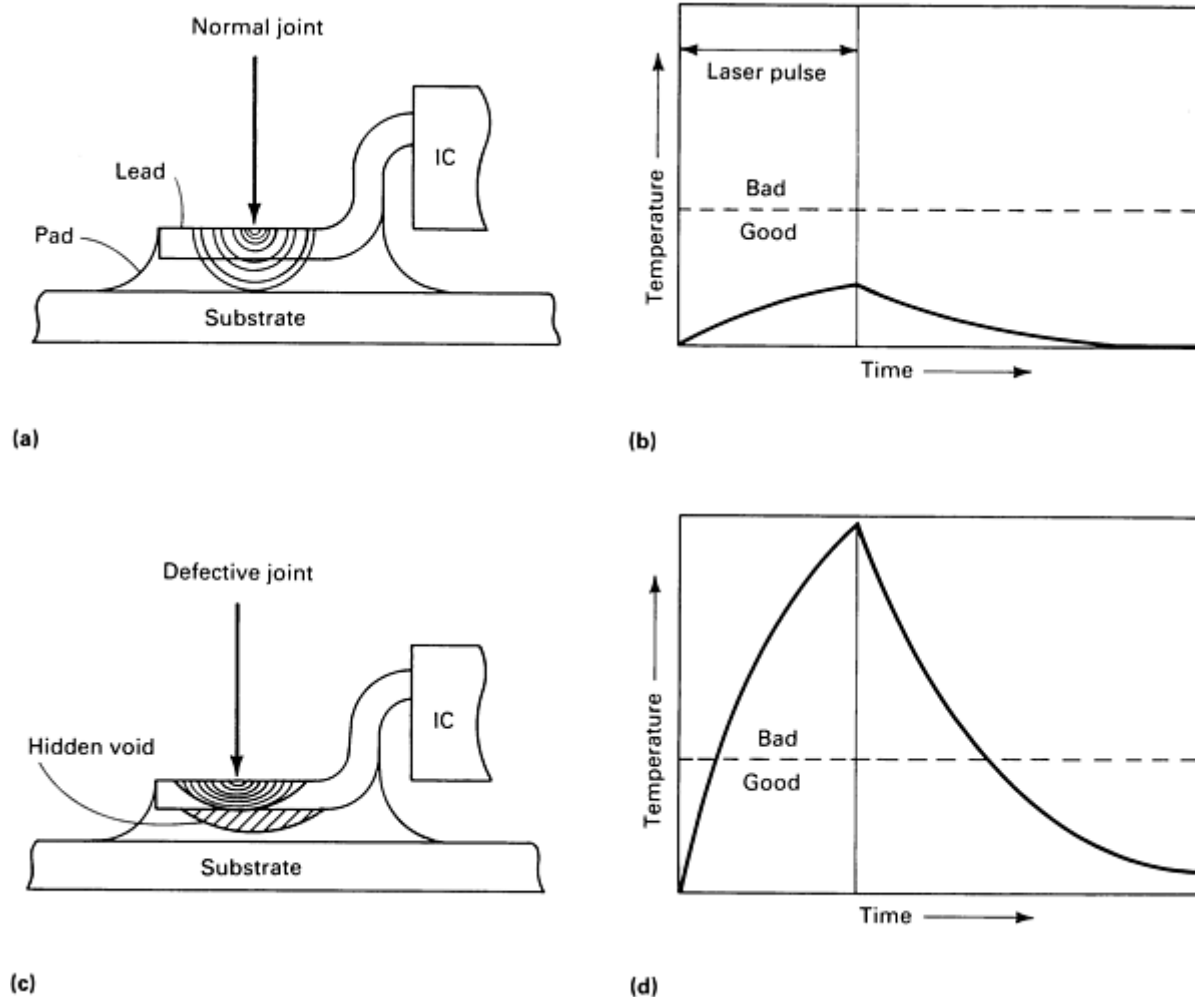 Normal joint
IC
Lead
Pad
Substrate
(a)
Laser pulse
Bad
Good
Temperature
Time
(b)
Defective joint
IC
Hidden void
Substrate
(c)
Bad
Good
Temperature
Time
(d)